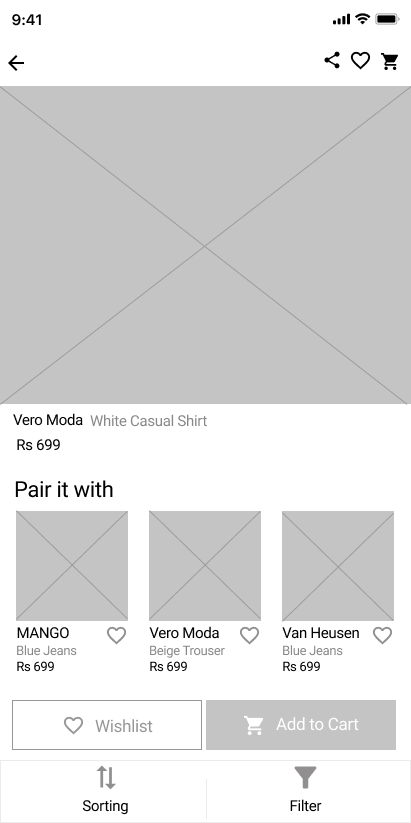 9:41
Vero Moda White Casual Shirt
Rs 699
Pair it with
MANGO Vero Moda Van Heusen
Blue Jeans Beige Trouser Blue Jeans
Rs 699 Rs 699 Rs 699
Wishlist Add to Cart
Sorting Filter